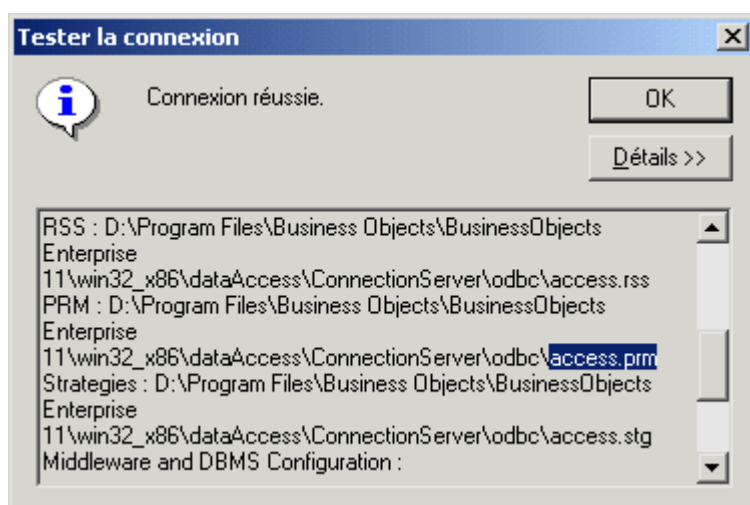 Tester la connexion
Connexion réussie.
OK
Détails >>
RSS : D:\Program Files\Business Objects\BusinessObjects
Enterprise
11\win32_x86\dataAccess\ConnectionServer\odbc\access.rss
PRM : D:\Program Files\Business Objects\BusinessObjects
Enterprise
11\win32_x86\dataAccess\ConnectionServer\odbc\access.prm
Strategies : D:\Program Files\Business Objects\BusinessObjects
Enterprise
11\win32_x86\dataAccess\ConnectionServer\odbc\access.stg
Middleware and DBMS Configuration :